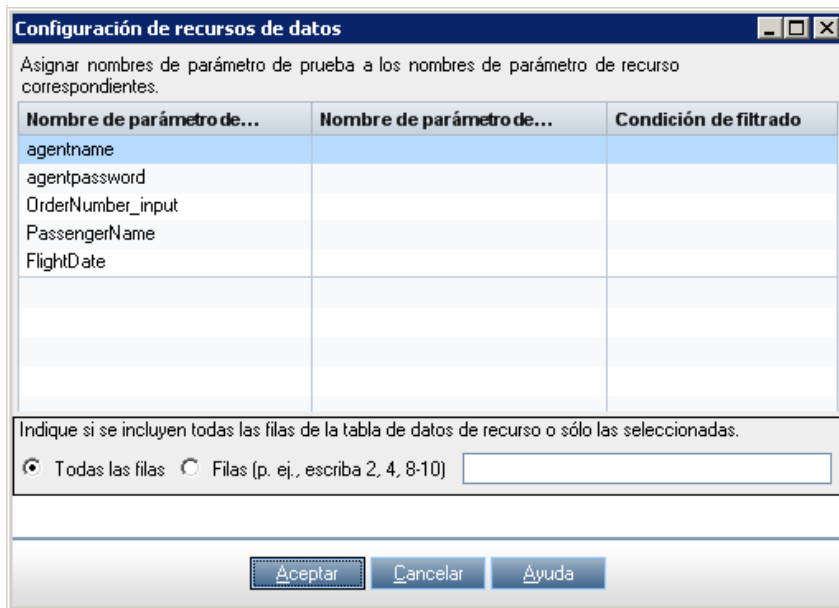 Configuración de recursos de datos
Asignar nombres de parámetro de prueba a los nombres de parámetro de recurso
correspondientes.
Nombre de parámetro de... Nombre de parámetro de... Condición de filtrado
agentname
agentpassword
OrderNumber_input
PassengerName
FlightDate
Indique si se incluyen todas las filas de la tabla de datos de recurso o sólo las seleccionadas.
Todas las filas Filas (p. ej., escriba 2, 4, 8-10)
Aceptar Cancelar Ayuda